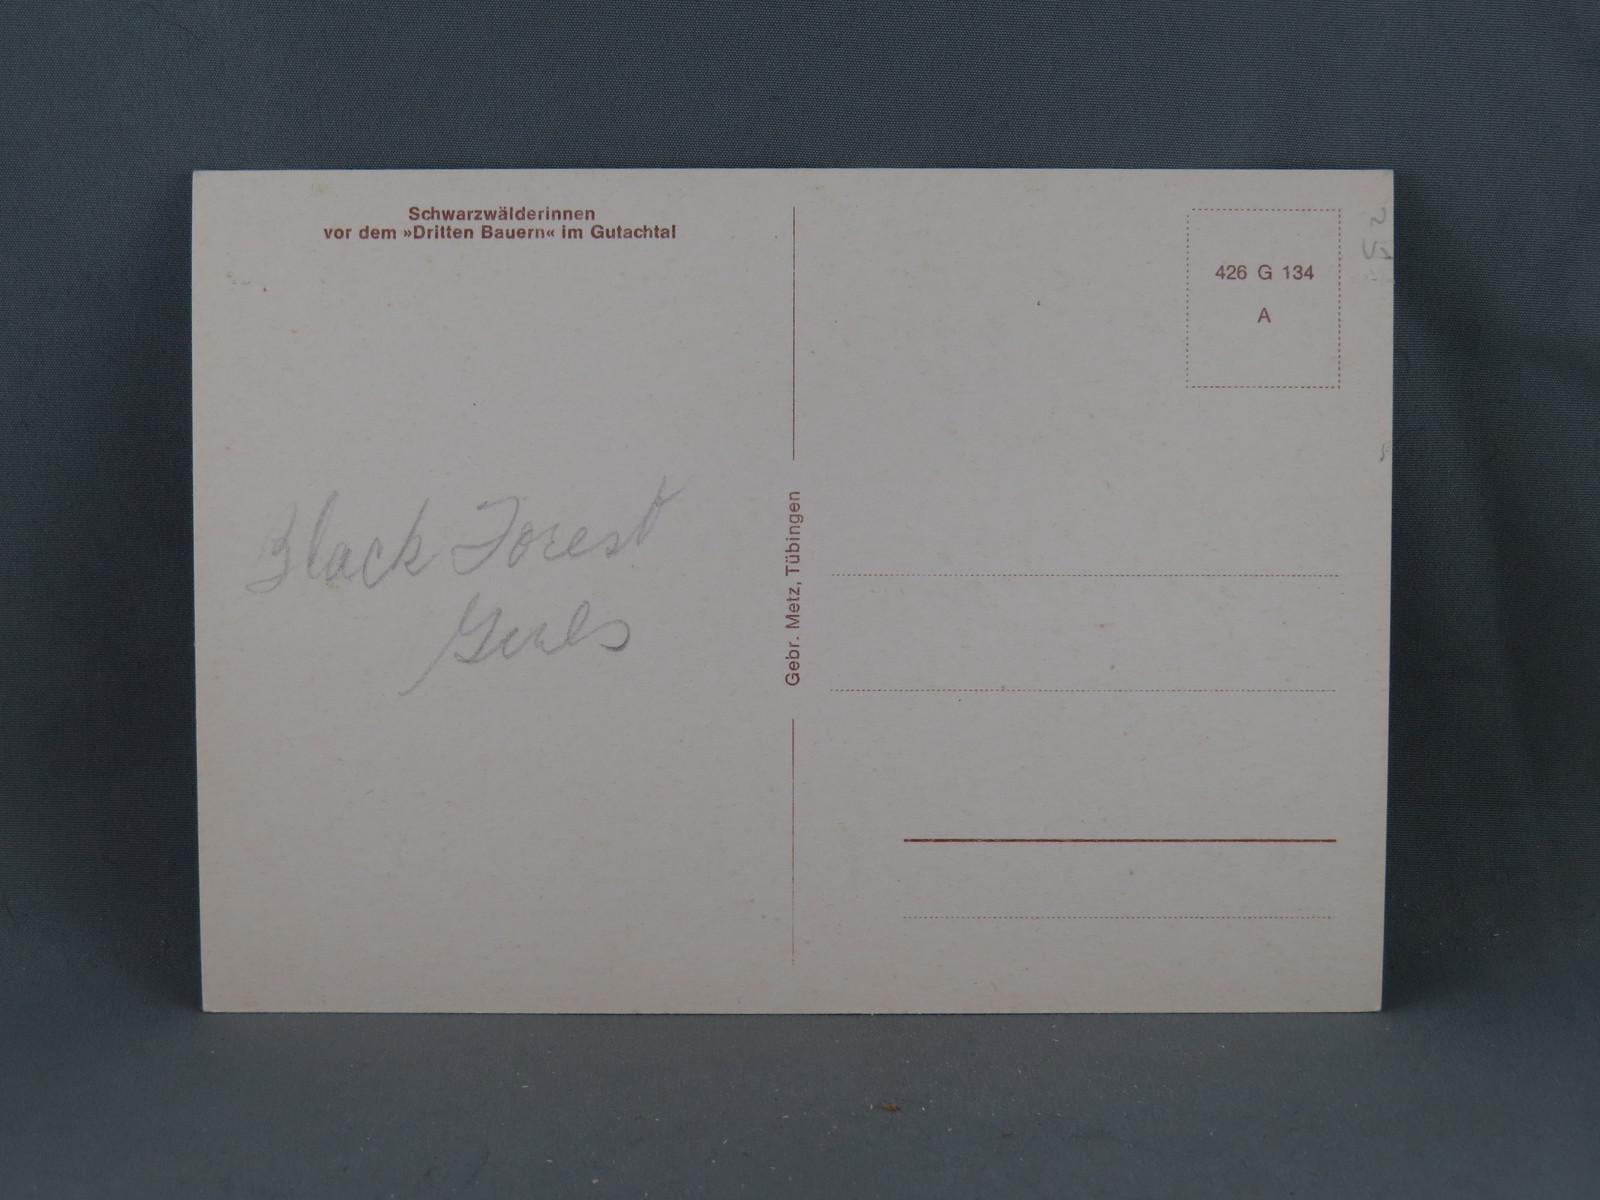 Schwarzwälderinnen
vor dem »Dritten Bauern« im Gutachtal
426 G 134
A
Black Forest
Girls
Gebr. Metz, Tübingen